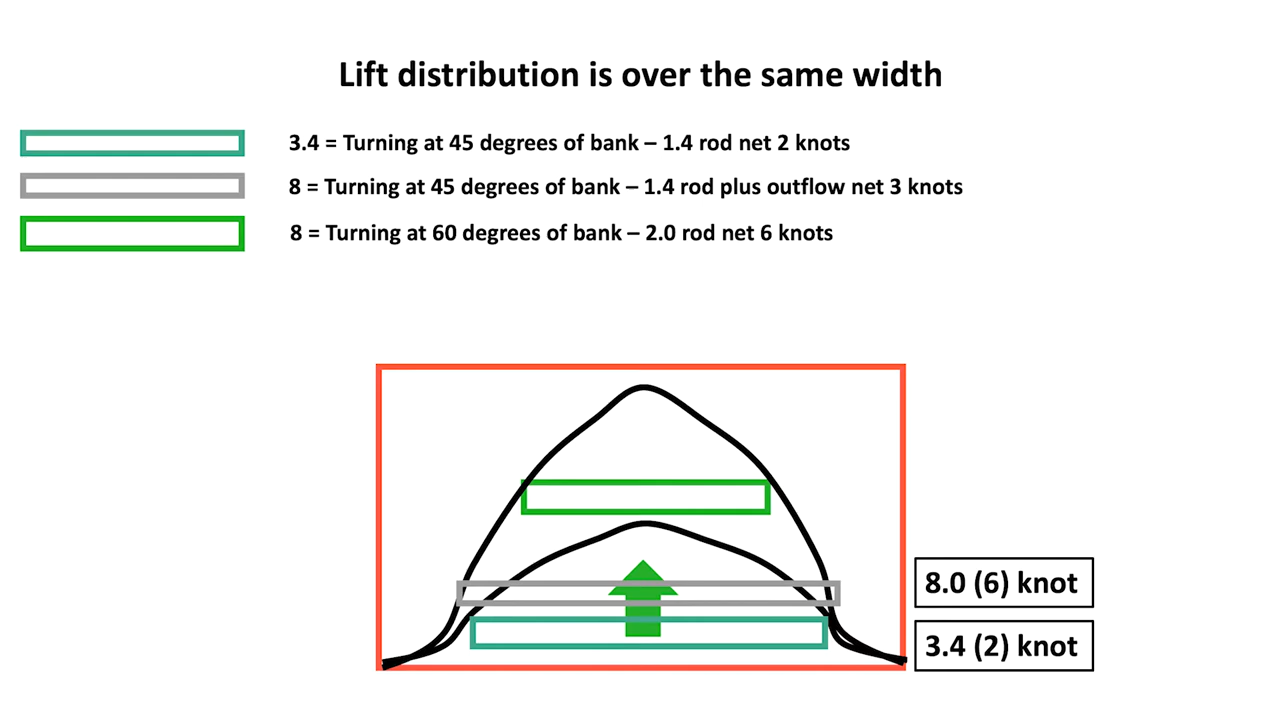 Lift distribution is over the same width
3.4 = Turning at 45 degrees of bank – 1.4 rod net 2 knots
8 = Turning at 45 degrees of bank – 1.4 rod plus outflow net 3 knots
8 = Turning at 60 degrees of bank – 2.0 rod net 6 knots
8.0 (6) knot
3.4 (2) knot